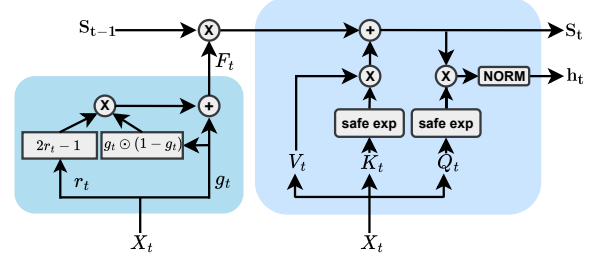 S_{t-1} X + S_t
F_t
X + X X NORM h_t
2r_t − 1 g_t ⊙ (1 − g_t) safe exp safe exp
r_t g_t V_t K_t Q_t
X_t X_t